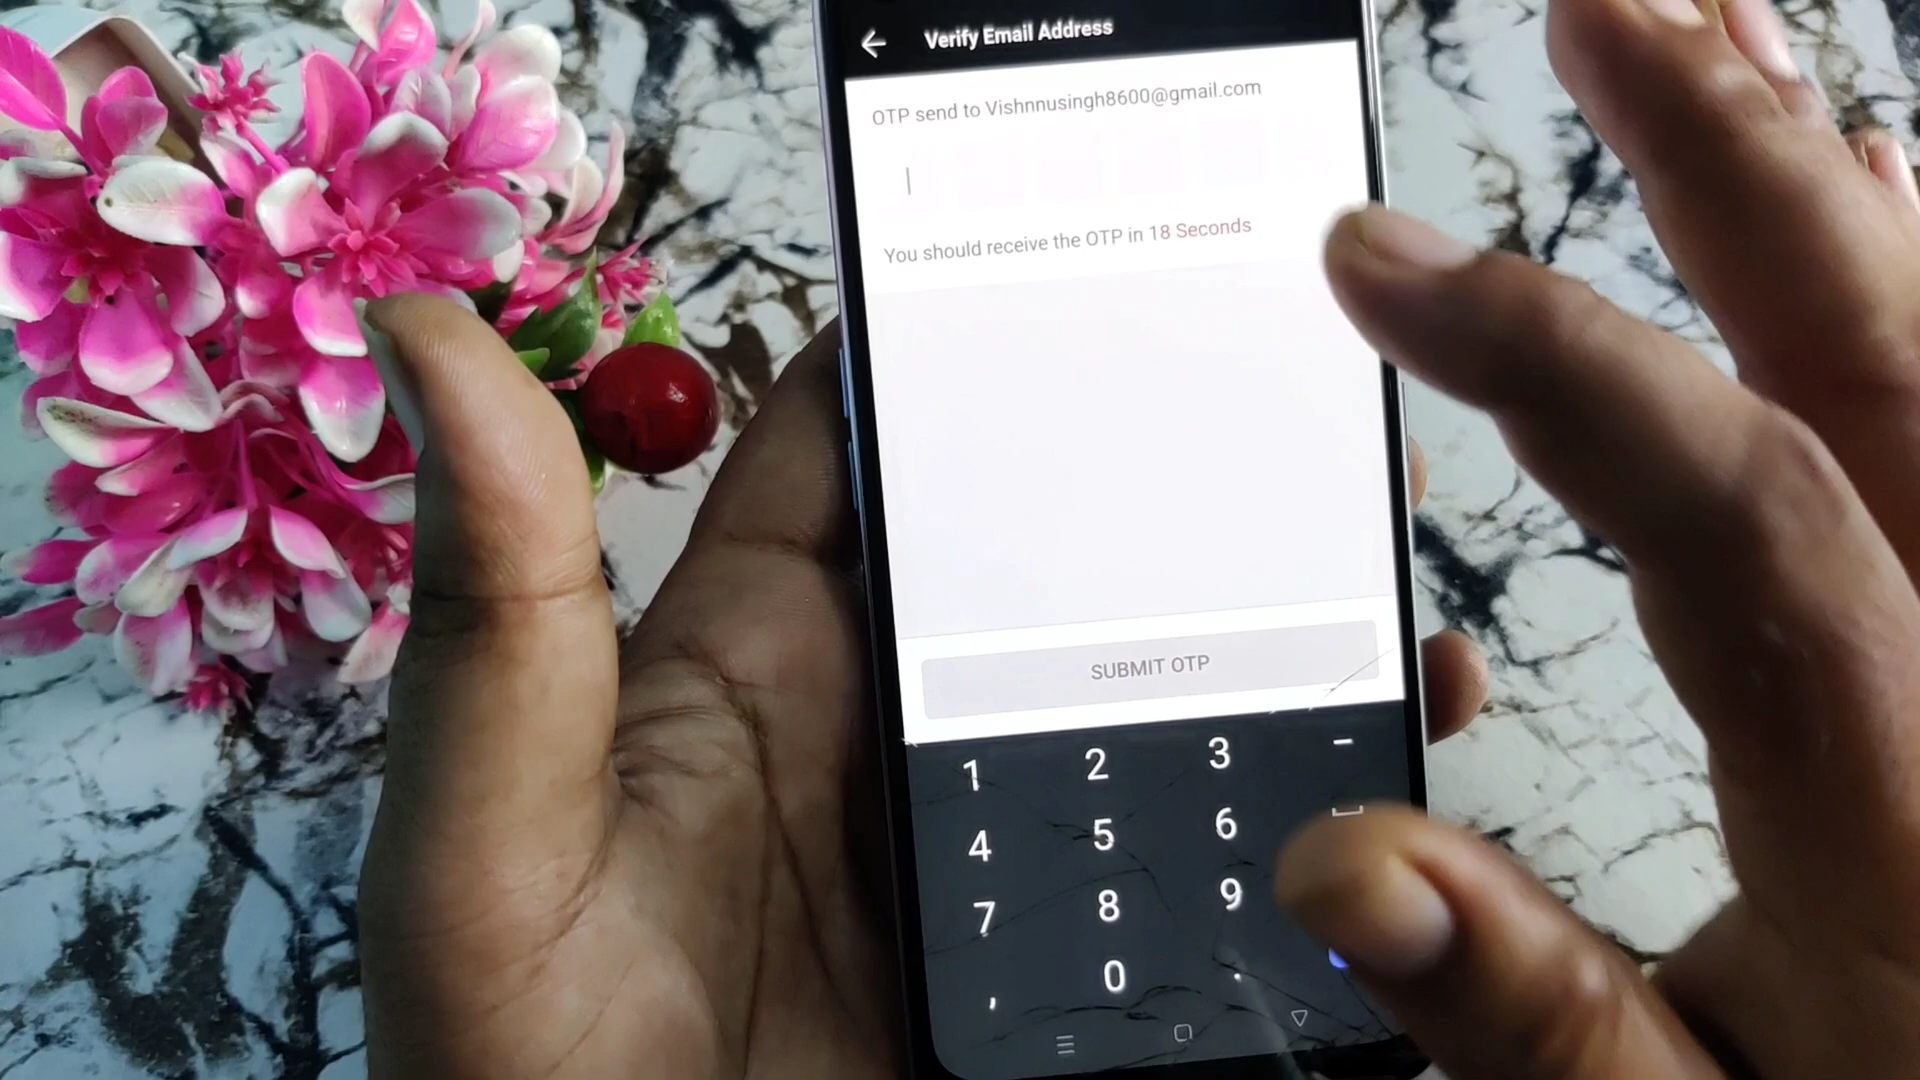 Verify Email Address
OTP send to Vishnnusingh8600@gmail.com
You should receive the OTP in 18 Seconds
SUBMIT OTP
1 2 3 -
4 5 6
7 8 9
, 0 .